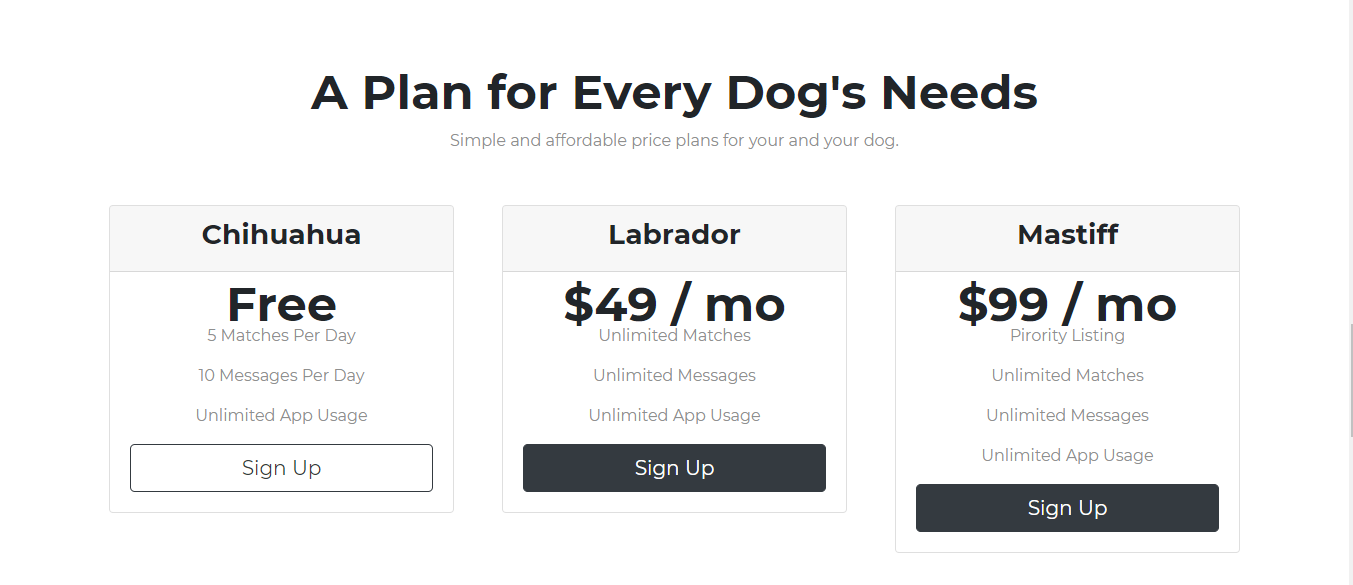 A Plan for Every Dog's Needs
Simple and affordable price plans for your and your dog.
Chihuahua
Free
5 Matches Per Day
10 Messages Per Day
Unlimited App Usage
Sign Up
Labrador
$49 / mo
Unlimited Matches
Unlimited Messages
Unlimited App Usage
Sign Up
Mastiff
$99 / mo
Pirority Listing
Unlimited Matches
Unlimited Messages
Unlimited App Usage
Sign Up